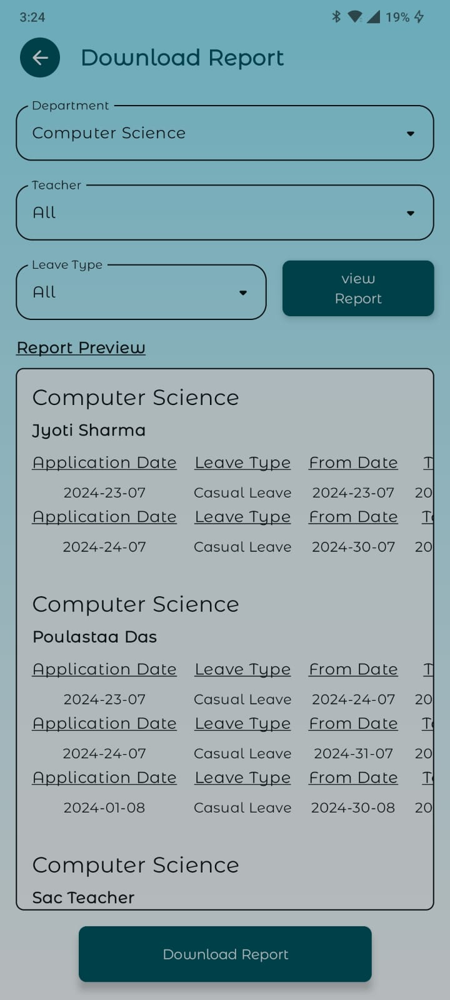 3:24 19%
Download Report
Department
Computer Science
Teacher
All
Leave Type
All
view
Report
Report Preview
Computer Science
Jyoti Sharma
Application Date Leave Type From Date T
2024-23-07 Casual Leave 2024-23-07 20
Application Date Leave Type From Date To
2024-24-07 Casual Leave 2024-30-07 20
Computer Science
Poulastaa Das
Application Date Leave Type From Date T
2024-23-07 Casual Leave 2024-24-07 20
Application Date Leave Type From Date To
2024-24-07 Casual Leave 2024-31-07 20
Application Date Leave Type From Date To
2024-01-08 Casual Leave 2024-30-08 20
Computer Science
Sac Teacher
Download Report